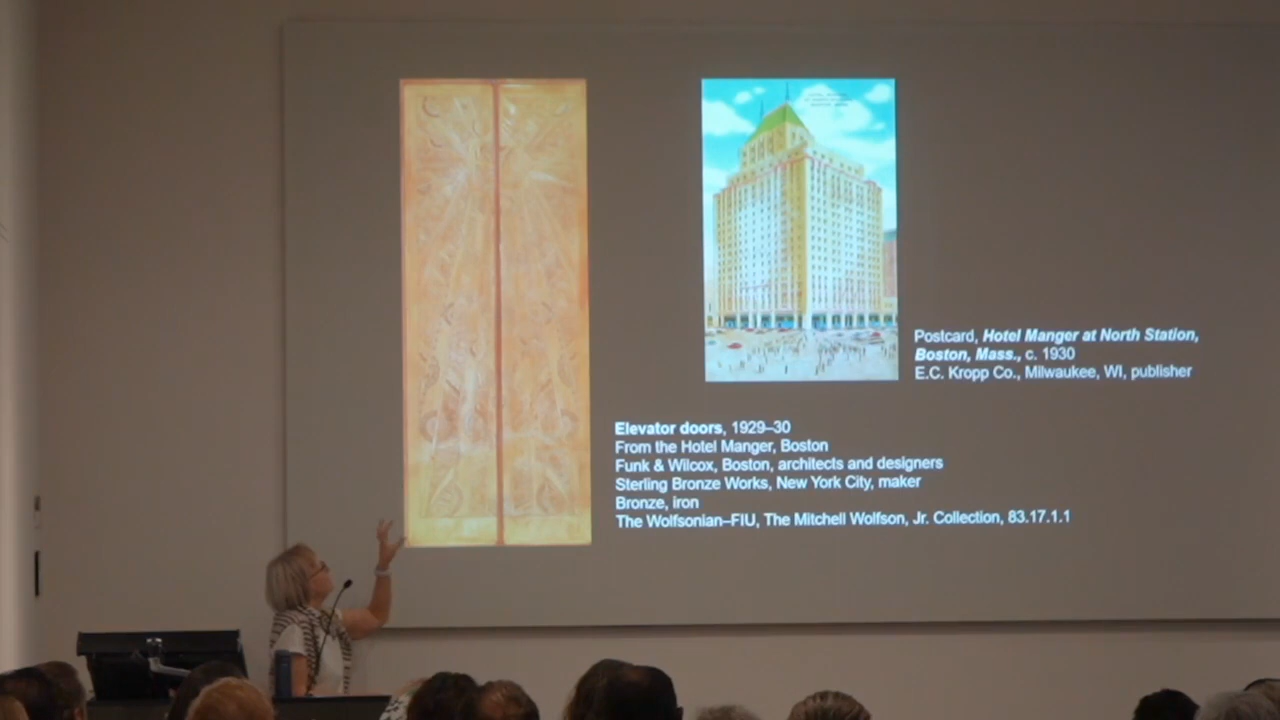 Postcard, Hotel Manger at North Station,
Boston, Mass., c. 1930
E.C. Kropp Co., Milwaukee, WI, publisher
Elevator doors, 1929–30
From the Hotel Manger, Boston
Funk & Wilcox, Boston, architects and designers
Sterling Bronze Works, New York City, maker
Bronze, iron
The Wolfsonian–FIU, The Mitchell Wolfson, Jr. Collection, 83.17.1.1